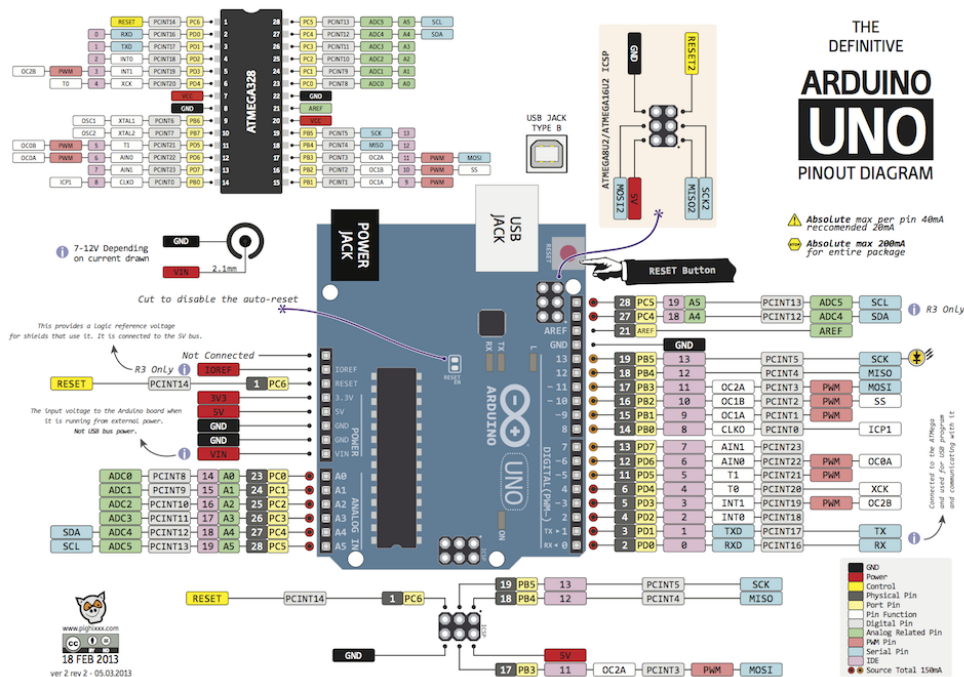 THE
DEFINITIVE
ARDUINO
UNO
PINOUT DIAGRAM
Absolute max per pin 40mA
reccomended 20mA
Absolute max 200mA
for entire package
ATMEGA328
RESET PCINT14 PC6 1
0 RXD PCINT16 PD0 2
1 TXD PCINT17 PD1 3
2 INT0 PCINT18 PD2 4
OC2B PWM 3 INT1 PCINT19 PD3 5
T0 4 XCK PCINT20 PD4 6
VCC 7
GND 8
OSC1 XTAL1 PCINT6 PB6 9
OSC2 XTAL2 PCINT7 PB7 10
OC0B PWM 5 T1 PCINT21 PD5 11
OC0A PWM 6 AIN0 PCINT22 PD6 12
7 AIN1 PCINT23 PD7 13
ICP1 8 CLKO PCINT0 PB0 14
28 PC5 PCINT13 ADC5 A5 SCL
27 PC4 PCINT12 ADC4 A4 SDA
26 PC3 PCINT11 ADC3 A3
25 PC2 PCINT10 ADC2 A2
24 PC1 PCINT9 ADC1 A1
23 PC0 PCINT8 ADC0 A0
22 GND
21 AREF
20 VCC
19 PB5 PCINT5 SCK 13
18 PB4 PCINT4 MISO 12
17 PB3 PCINT3 OC2A 11 PWM MOSI
16 PB2 PCINT2 OC1B 10 PWM SS
15 PB1 PCINT1 OC1A 9 PWM
USB JACK
TYPE B
ATMEGA8U2/ATMEGA16U2 ICSP
GND
RESET2
MOSI2
5V
MISO2
SCK2
7-12V Depending
on current drawn
GND
VIN
2.1mm
POWER
JACK
USB
JACK
RESET
RESET Button
Cut to disable the auto-reset
This provides a logic reference voltage
for shields that use it. It is connected to the 5V bus.
Not Connected
R3 Only IOREF
RESET PCINT14 1 PC6
3V3
5V
GND
GND
VIN
The input voltage to the Arduino board when
it is running from external power.
Not USB bus power.
ADC0 PCINT8 14 A0 23 PC0
ADC1 PCINT9 15 A1 24 PC1
ADC2 PCINT10 16 A2 25 PC2
ADC3 PCINT11 17 A3 26 PC3
SDA ADC4 PCINT12 18 A4 27 PC4
SCL ADC5 PCINT13 19 A5 28 PC5
IOREF
RESET
3.3V
5V
GND
GND
VIN
POWER
A0
A1
A2
A3
A4
A5
ANALOG IN
RX
TX
L
RESET
EN
ARDUINO
UNO
ON
ICSP
AREF
GND
13
12
~11
~10
~9
8
7
~6
~5
4
~3
2
TX ▸ 1
RX ◂ 0
DIGITAL(PWM~)
28 PC5 19 A5 PCINT13 ADC5 SCL
27 PC4 18 A4 PCINT12 ADC4 SDA
R3 Only
21 AREF AREF
GND
19 PB5 13 PCINT5 SCK
18 PB4 12 PCINT4 MISO
17 PB3 11 OC2A PCINT3 PWM MOSI
16 PB2 10 OC1B PCINT2 PWM SS
15 PB1 9 OC1A PCINT1 PWM
14 PB0 8 CLKO PCINT0 ICP1
13 PD7 7 AIN1 PCINT23
12 PD6 6 AIN0 PCINT22 PWM OC0A
11 PD5 5 T1 PCINT21 PWM
6 PD4 4 T0 PCINT20 XCK
5 PD3 3 INT1 PCINT19 PWM OC2B
4 PD2 2 INT0 PCINT18
3 PD1 1 TXD PCINT17 TX
2 PD0 0 RXD PCINT16 RX
Connected to the ATMega
and used for USB program
and communicating with it
RESET PCINT14 1 PC6
19 PB5 13 PCINT5 SCK
18 PB4 12 PCINT4 MISO
ICSP
GND
5V
17 PB3 11 OC2A PCINT3 PWM MOSI
GND
Power
Control
Physical Pin
Port Pin
Pin Function
Digital Pin
Analog Related Pin
PWM Pin
Serial Pin
IDE
Source Total 150mA
www.pighixxx.com
cc
BY ND
18 FEB 2013
ver 2 rev 2 - 05.03.2013